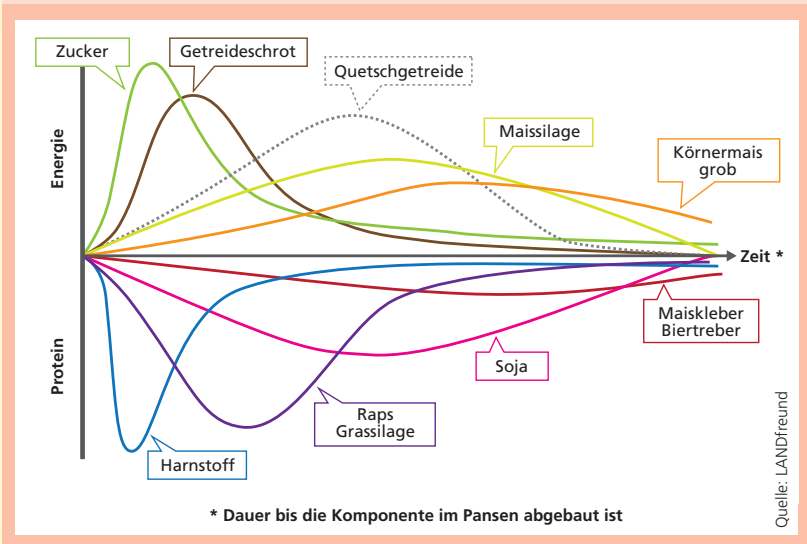 Zucker
Getreideschrot
Quetschgetreide
Maissilage
Körnermais
grob
Energie
Zeit *
Protein
Maiskleber
Biertreber
Soja
Raps
Grassilage
Harnstoff
* Dauer bis die Komponente im Pansen abgebaut ist
Quelle: LANDfreund